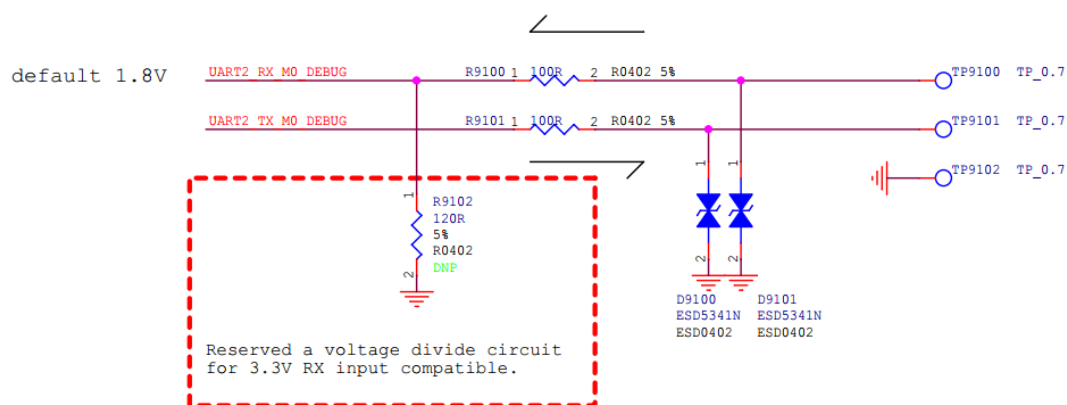 default 1.8V
UART2_RX_M0_DEBUG R9100 1 100R 2 R0402 5% TP9100 TP_0.7
UART2_TX_M0_DEBUG R9101 1 100R 2 R0402 5% TP9101 TP_0.7
TP9102 TP_0.7
1
R9102
120R
5%
R0402
DNP
2
1 1
2 2
D9100 D9101
ESD5341N ESD5341N
ESD0402 ESD0402
Reserved a voltage divide circuit
for 3.3V RX input compatible.